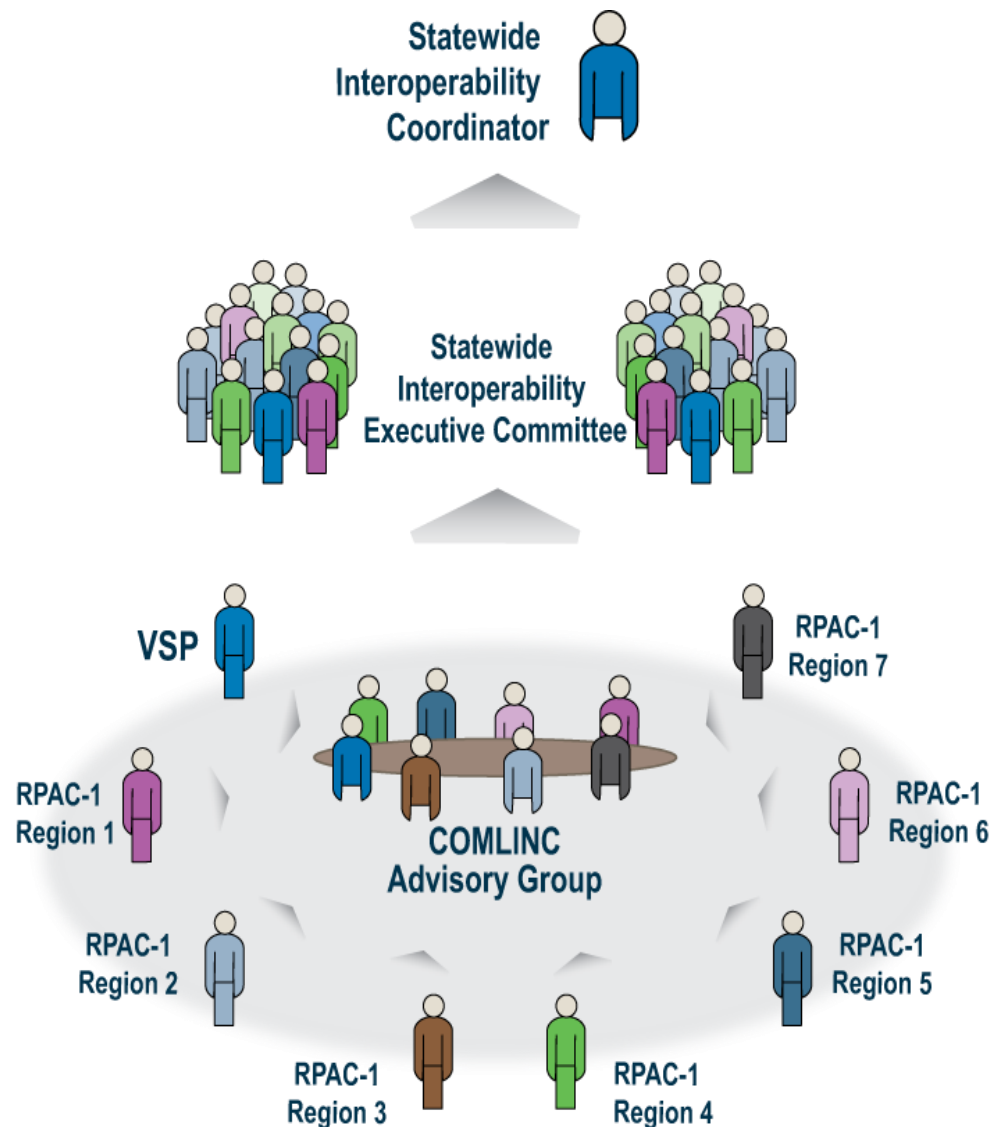 Statewide
Interoperability
Coordinator
Statewide
Interoperability
Executive Committee
VSP
RPAC-1
Region 7
RPAC-1
Region 1
RPAC-1
Region 6
COMLINC
Advisory Group
RPAC-1
Region 2
RPAC-1
Region 5
RPAC-1
Region 3
RPAC-1
Region 4